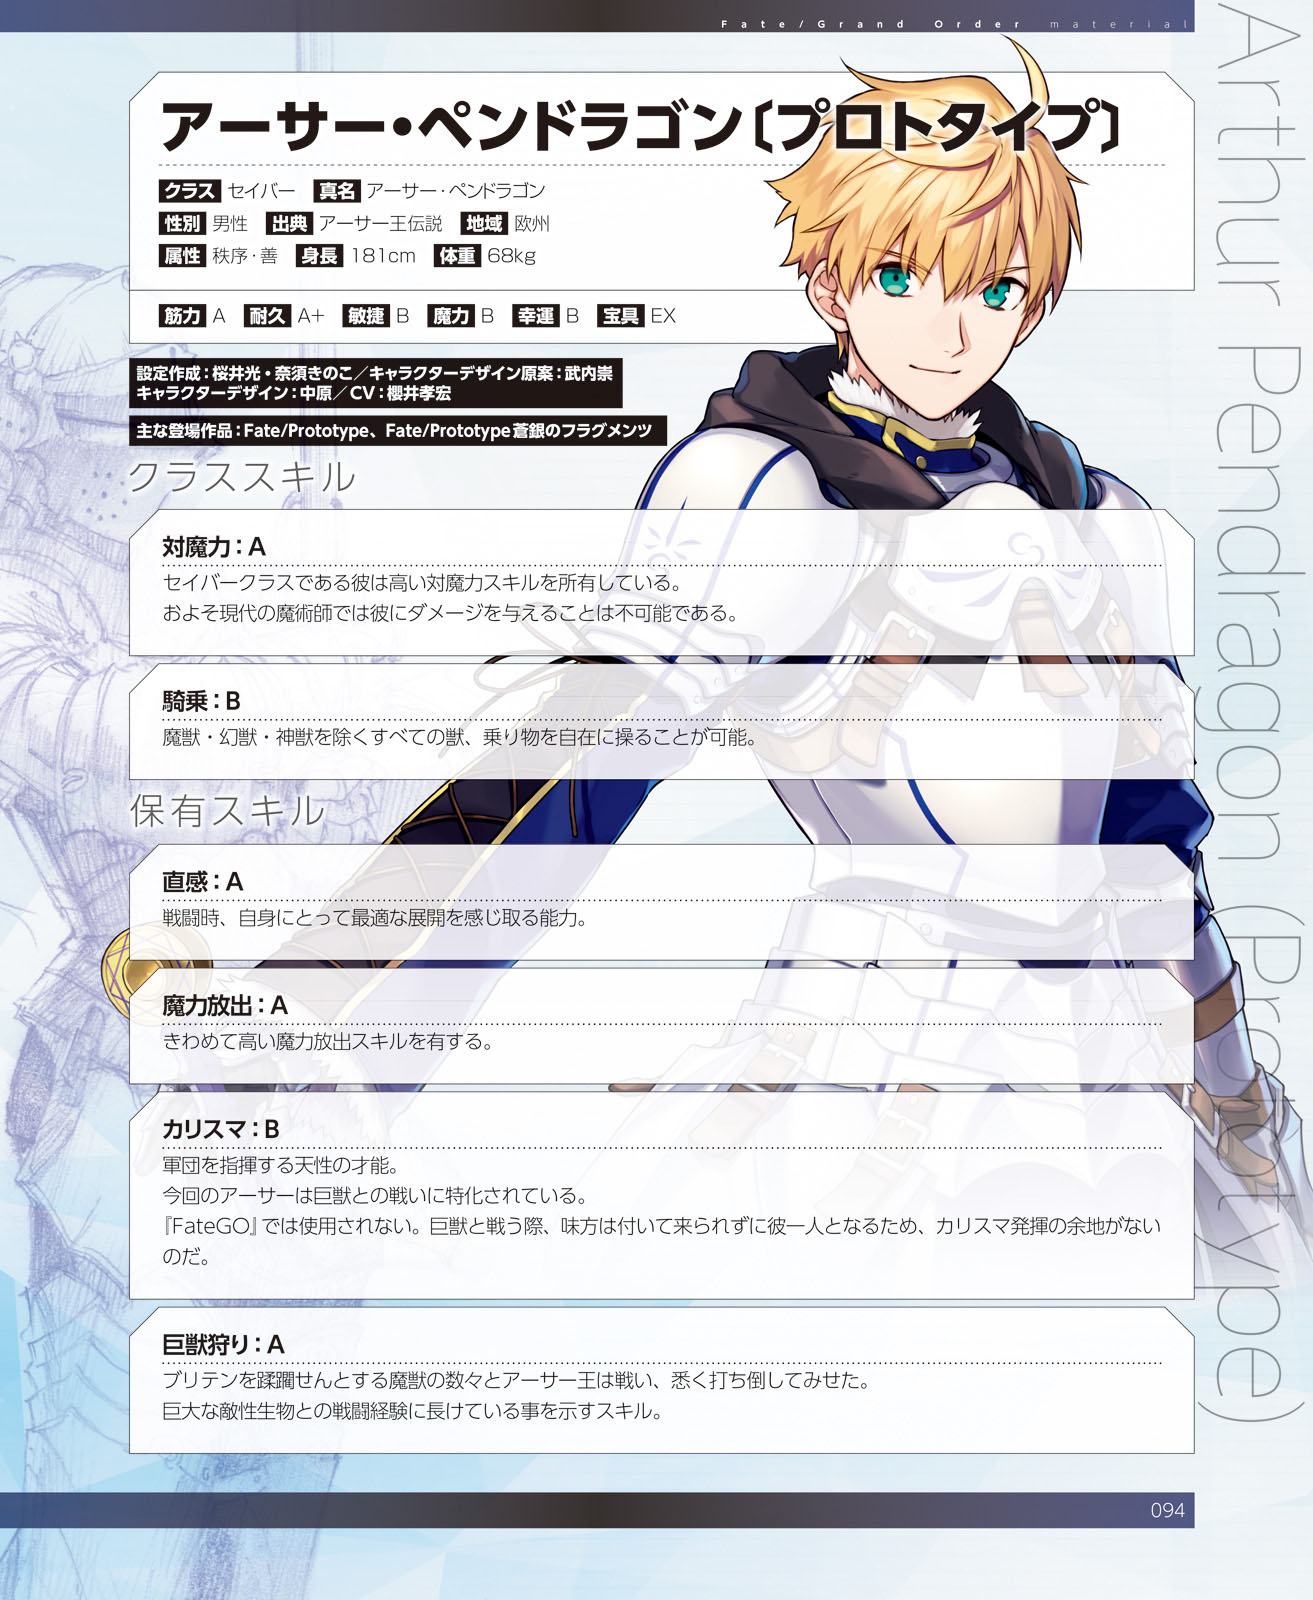 Fate/Grand Order material
アーサー・ペンドラゴン〔プロトタイプ〕
クラス セイバー 真名 アーサー・ペンドラゴン
性別 男性 出典 アーサー王伝説 地域 欧州
属性 秩序・善 身長 181cm 体重 68kg
筋力 A 耐久 A+ 敏捷 B 魔力 B 幸運 B 宝具 EX
設定作成：桜井光・奈須きのこ／キャラクターデザイン原案：武内崇
キャラクターデザイン：中原／CV：櫻井孝宏
主な登場作品：Fate/Prototype、Fate/Prototype 蒼銀のフラグメンツ
クラススキル
対魔力：A
セイバークラスである彼は高い対魔力スキルを所有している。
およそ現代の魔術師では彼にダメージを与えることは不可能である。
騎乗：B
魔獣・幻獣・神獣を除くすべての獣、乗り物を自在に操ることが可能。
保有スキル
直感：A
戦闘時、自身にとって最適な展開を感じ取る能力。
魔力放出：A
きわめて高い魔力放出スキルを有する。
カリスマ：B
軍団を指揮する天性の才能。
今回のアーサーは巨獣との戦いに特化されている。
『FateGO』では使用されない。巨獣と戦う際、味方は付いて来られずに彼一人となるため、カリスマ発揮の余地がない
のだ。
巨獣狩り：A
ブリテンを蹂躙せんとする魔獣の数々とアーサー王は戦い、悉く打ち倒してみせた。
巨大な敵性生物との戦闘経験に長けている事を示すスキル。
094
Arthur Pendragon (Prototype)